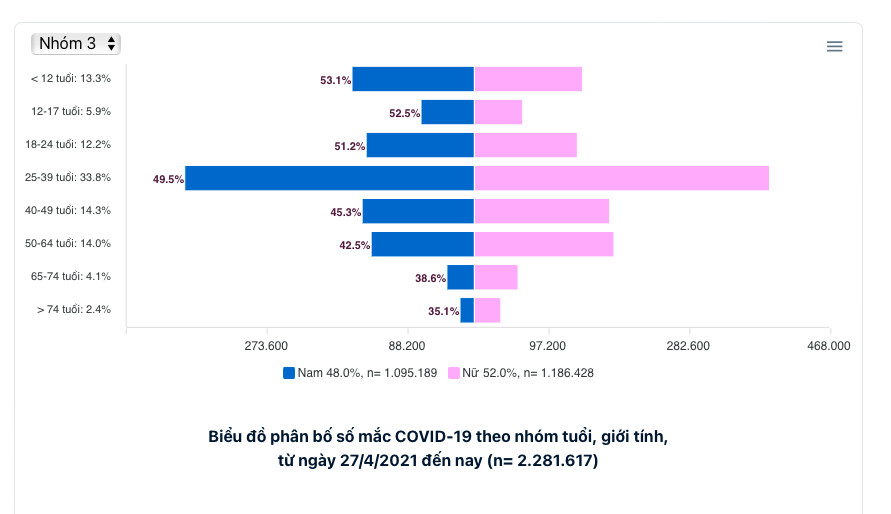 Nhóm 3
< 12 tuổi: 13.3%
53.1%
12-17 tuổi: 5.9%
52.5%
18-24 tuổi: 12.2%
51.2%
25-39 tuổi: 33.8%
49.5%
40-49 tuổi: 14.3%
45.3%
50-64 tuổi: 14.0%
42.5%
65-74 tuổi: 4.1%
38.6%
> 74 tuổi: 2.4%
35.1%
273.600 88.200 97.200 282.600 468.000
Nam 48.0%, n= 1.095.189 Nữ 52.0%, n= 1.186.428
Biểu đồ phân bố số mắc COVID-19 theo nhóm tuổi, giới tính,
từ ngày 27/4/2021 đến nay (n= 2.281.617)